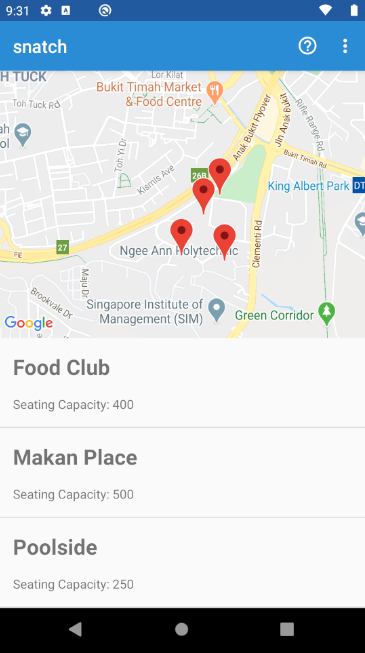 9:31
A
snatch
H TUCK
Lor Kilat
Bukit Timah Market
& Food Centre
Toh Tuck Rd
Toh Yi Dr
Kismis Ave
Anak Bukit Flyover
Jln Anak Bukit
Rifle Range Rd
Bukit Timah Rd
26B
King Albert Park
DT
27
Ngee Ann Polytechnic
Clementi Rd
Maju Dr
Brookvale Dr
Singapore Institute of
Management (SIM)
Green Corridor
Google
Food Club
Seating Capacity: 400
Makan Place
Seating Capacity: 500
Poolside
Seating Capacity: 250